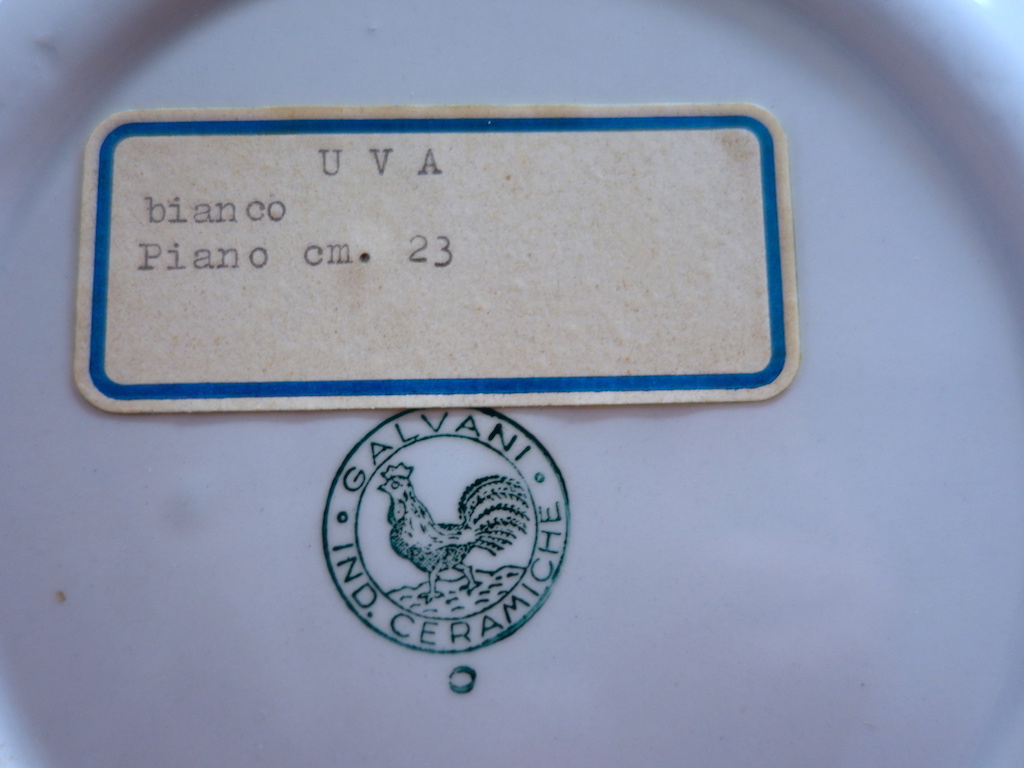 U V A
bianco
Piano cm. 23
GALVANI
IND. CERAMICHE